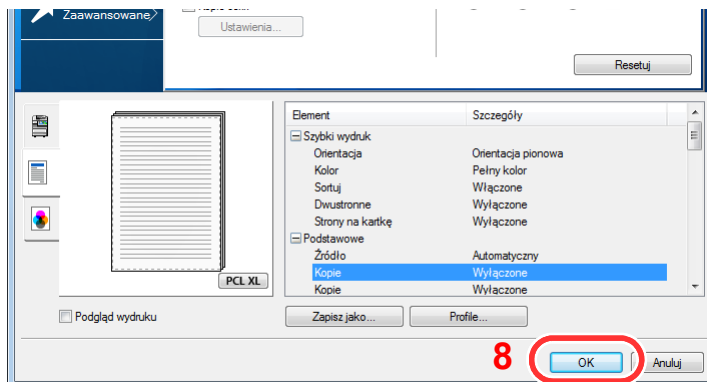 Zaawansowane
Ustawienia...
Resetuj
Element Szczegóły
Szybki wydruk
Orientacja Orientacja pionowa
Kolor Pełny kolor
Sortuj Włączone
Dwustronne Wyłączone
Strony na kartkę Wyłączone
Podstawowe
Źródło Automatyczny
Kopie Wyłączone
Kopie Wyłączone
PCL XL
Podgląd wydruku
Zapisz jako... Profile...
8 OK Anuluj